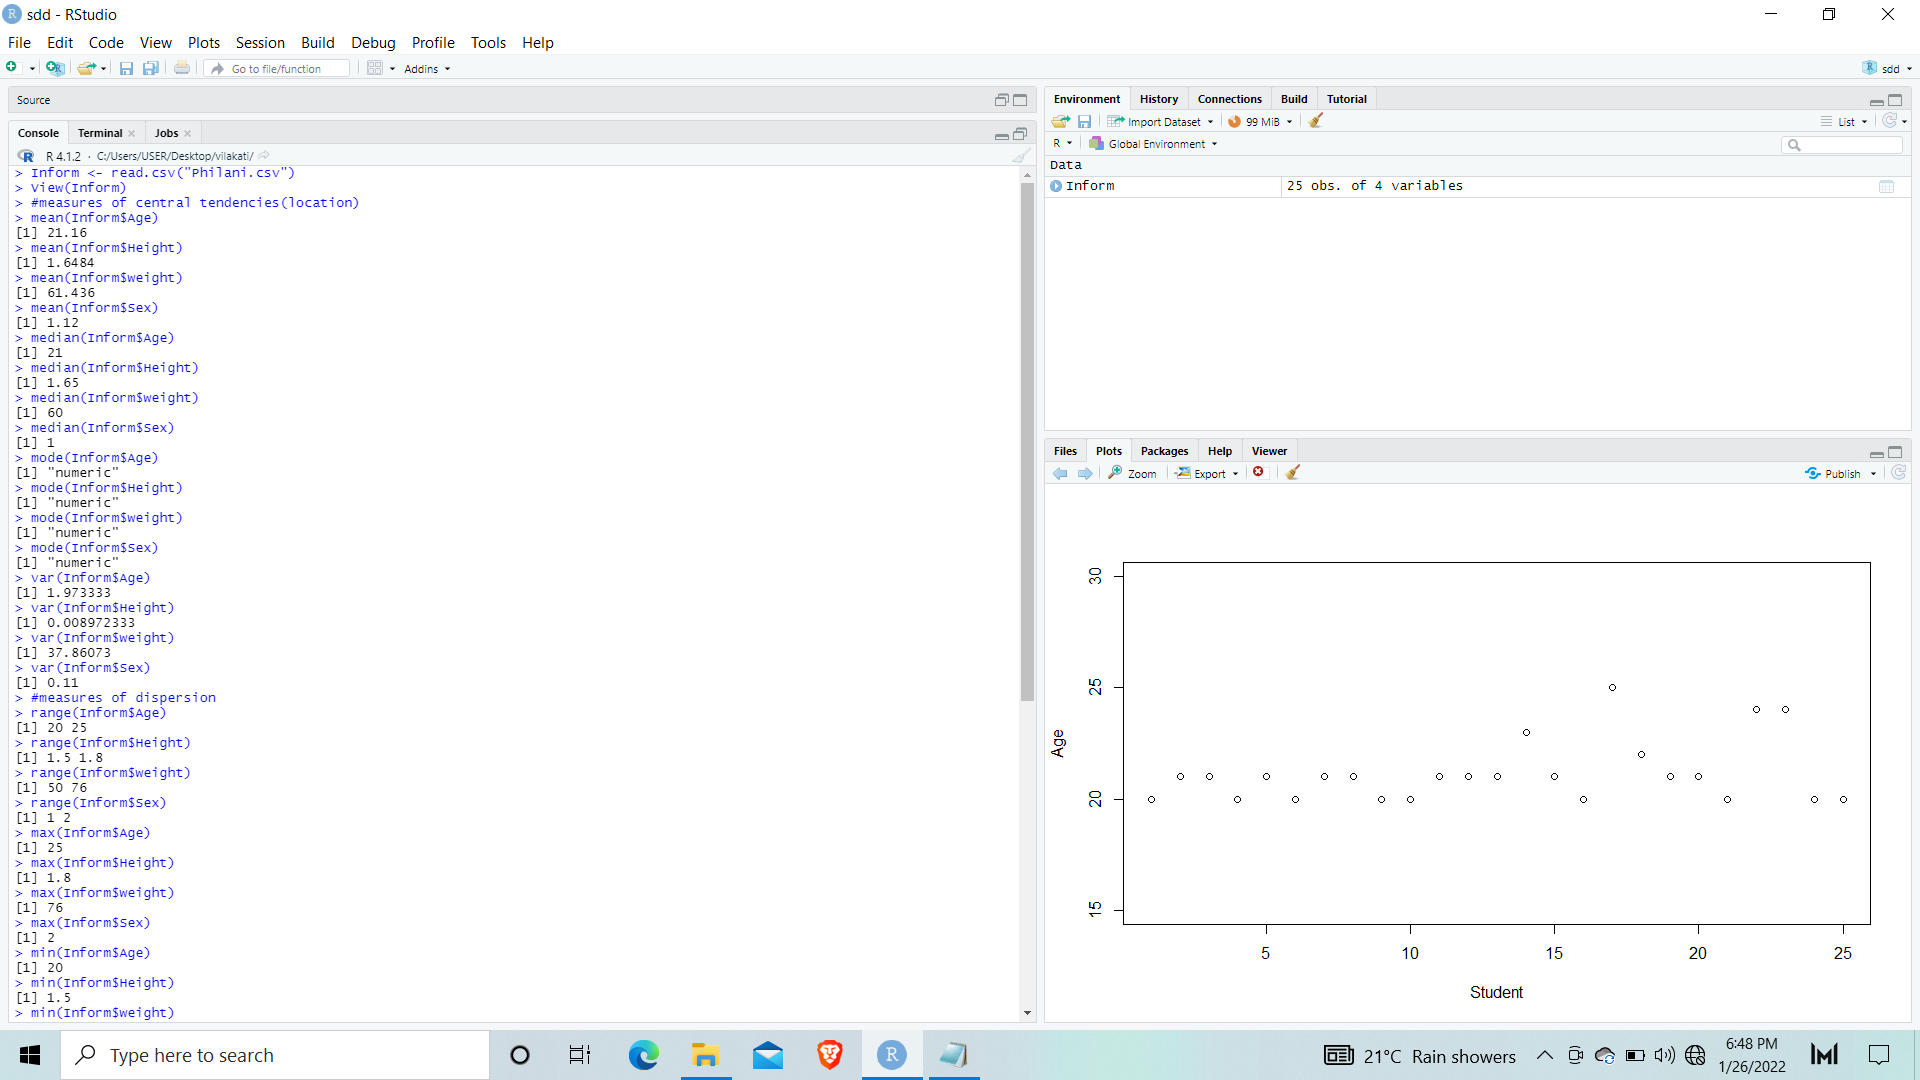 sdd - RStudio
File Edit Code View Plots Session Build Debug Profile Tools Help
Go to file/function Addins sdd
Source
Console Terminal Jobs
R 4.1.2 · C:/Users/USER/Desktop/vilakati/
> Inform <- read.csv("Philani.csv")
> View(Inform)
> #measures of central tendencies(location)
> mean(Inform$Age)
[1] 21.16
> mean(Inform$Height)
[1] 1.6484
> mean(Inform$weight)
[1] 61.436
> mean(Inform$Sex)
[1] 1.12
> median(Inform$Age)
[1] 21
> median(Inform$Height)
[1] 1.65
> median(Inform$weight)
[1] 60
> median(Inform$Sex)
[1] 1
> mode(Inform$Age)
[1] "numeric"
> mode(Inform$Height)
[1] "numeric"
> mode(Inform$weight)
[1] "numeric"
> mode(Inform$Sex)
[1] "numeric"
> var(Inform$Age)
[1] 1.973333
> var(Inform$Height)
[1] 0.008972333
> var(Inform$weight)
[1] 37.86073
> var(Inform$Sex)
[1] 0.11
> #measures of dispersion
> range(Inform$Age)
[1] 20 25
> range(Inform$Height)
[1] 1.5 1.8
> range(Inform$weight)
[1] 50 76
> range(Inform$Sex)
[1] 1 2
> max(Inform$Age)
[1] 25
> max(Inform$Height)
[1] 1.8
> max(Inform$weight)
[1] 76
> max(Inform$Sex)
[1] 2
> min(Inform$Age)
[1] 20
> min(Inform$Height)
[1] 1.5
> min(Inform$weight)
Environment History Connections Build Tutorial
Import Dataset 99 MiB List
R Global Environment
Data
Inform 25 obs. of 4 variables
Files Plots Packages Help Viewer
Zoom Export Publish
30
25
20
15
Age
5 10 15 20 25
Student
Type here to search
21°C Rain showers
6:48 PM
1/26/2022